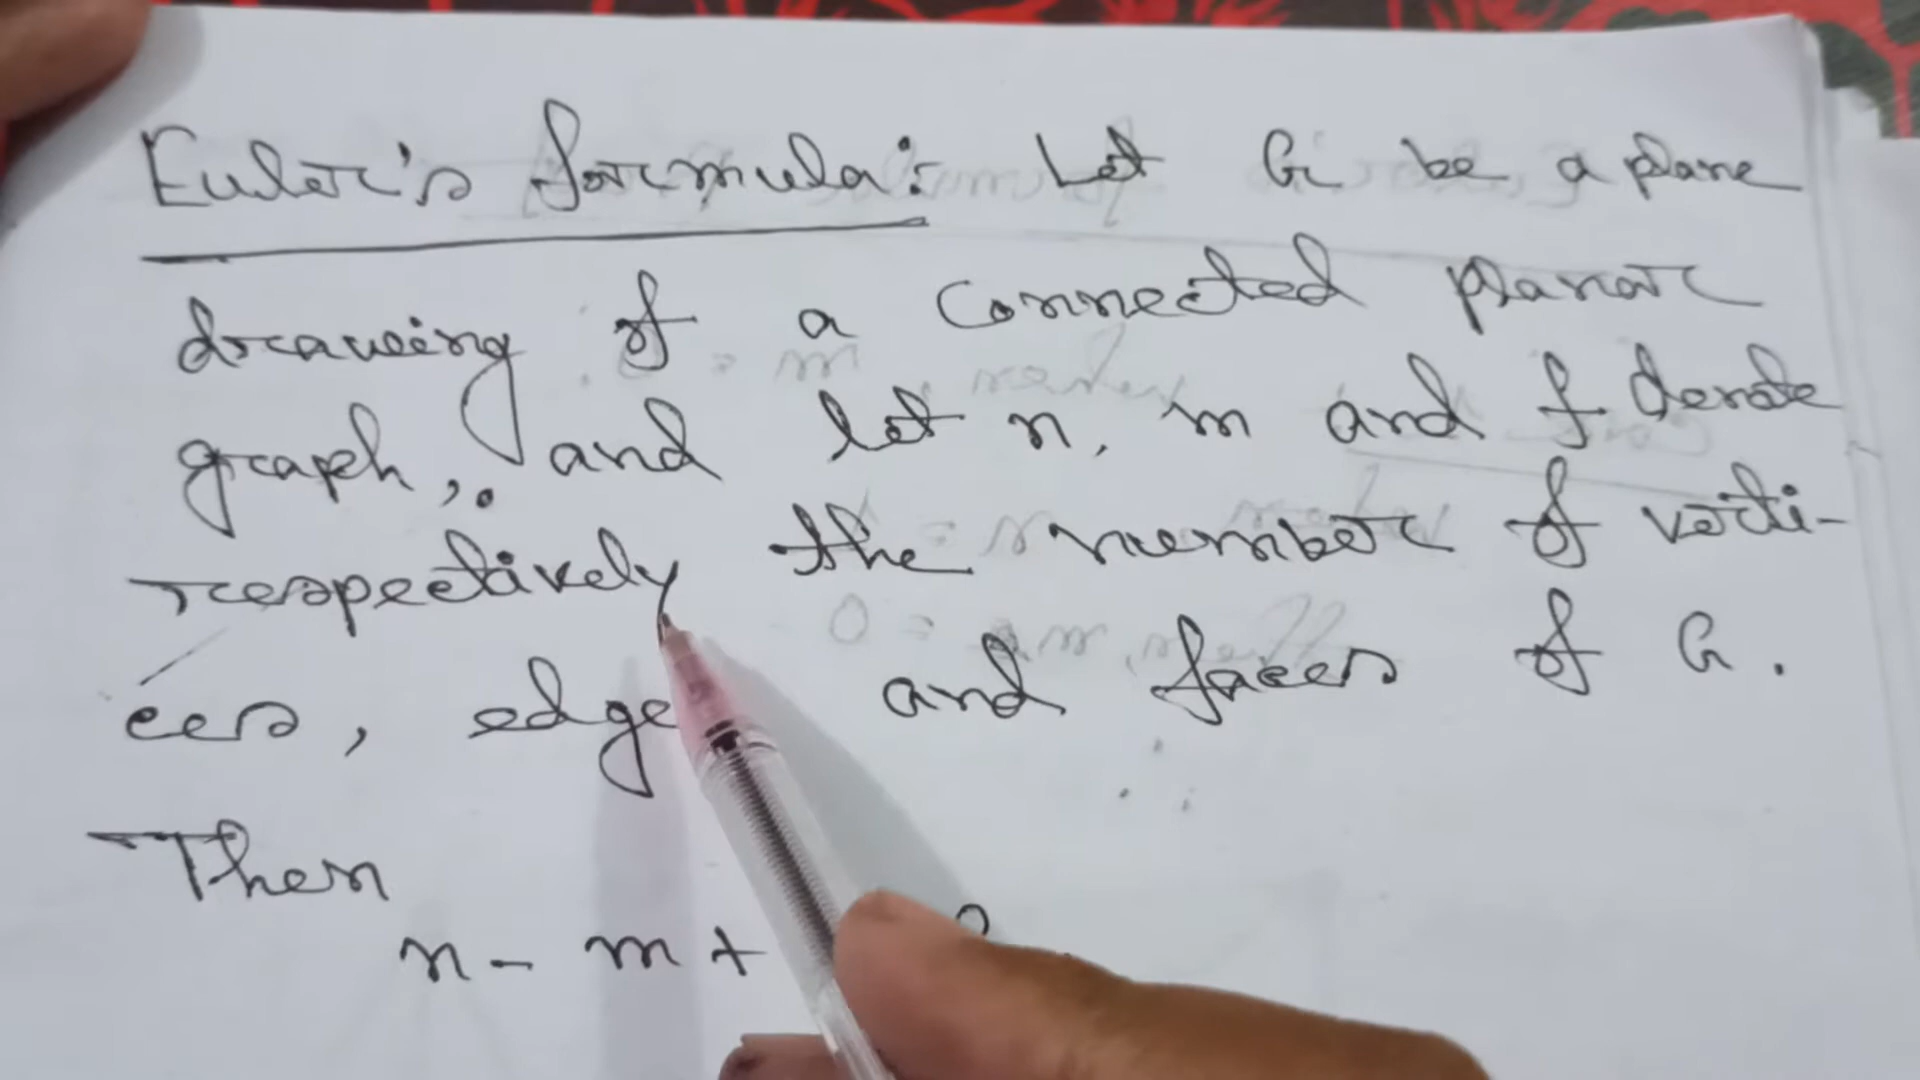 Euler's formula: Let G be a plane
drawing of a connected planar
graph, and let n, m and f denote
respectively the number of verti-
ces, edge and faces of G.
Then
n - m +